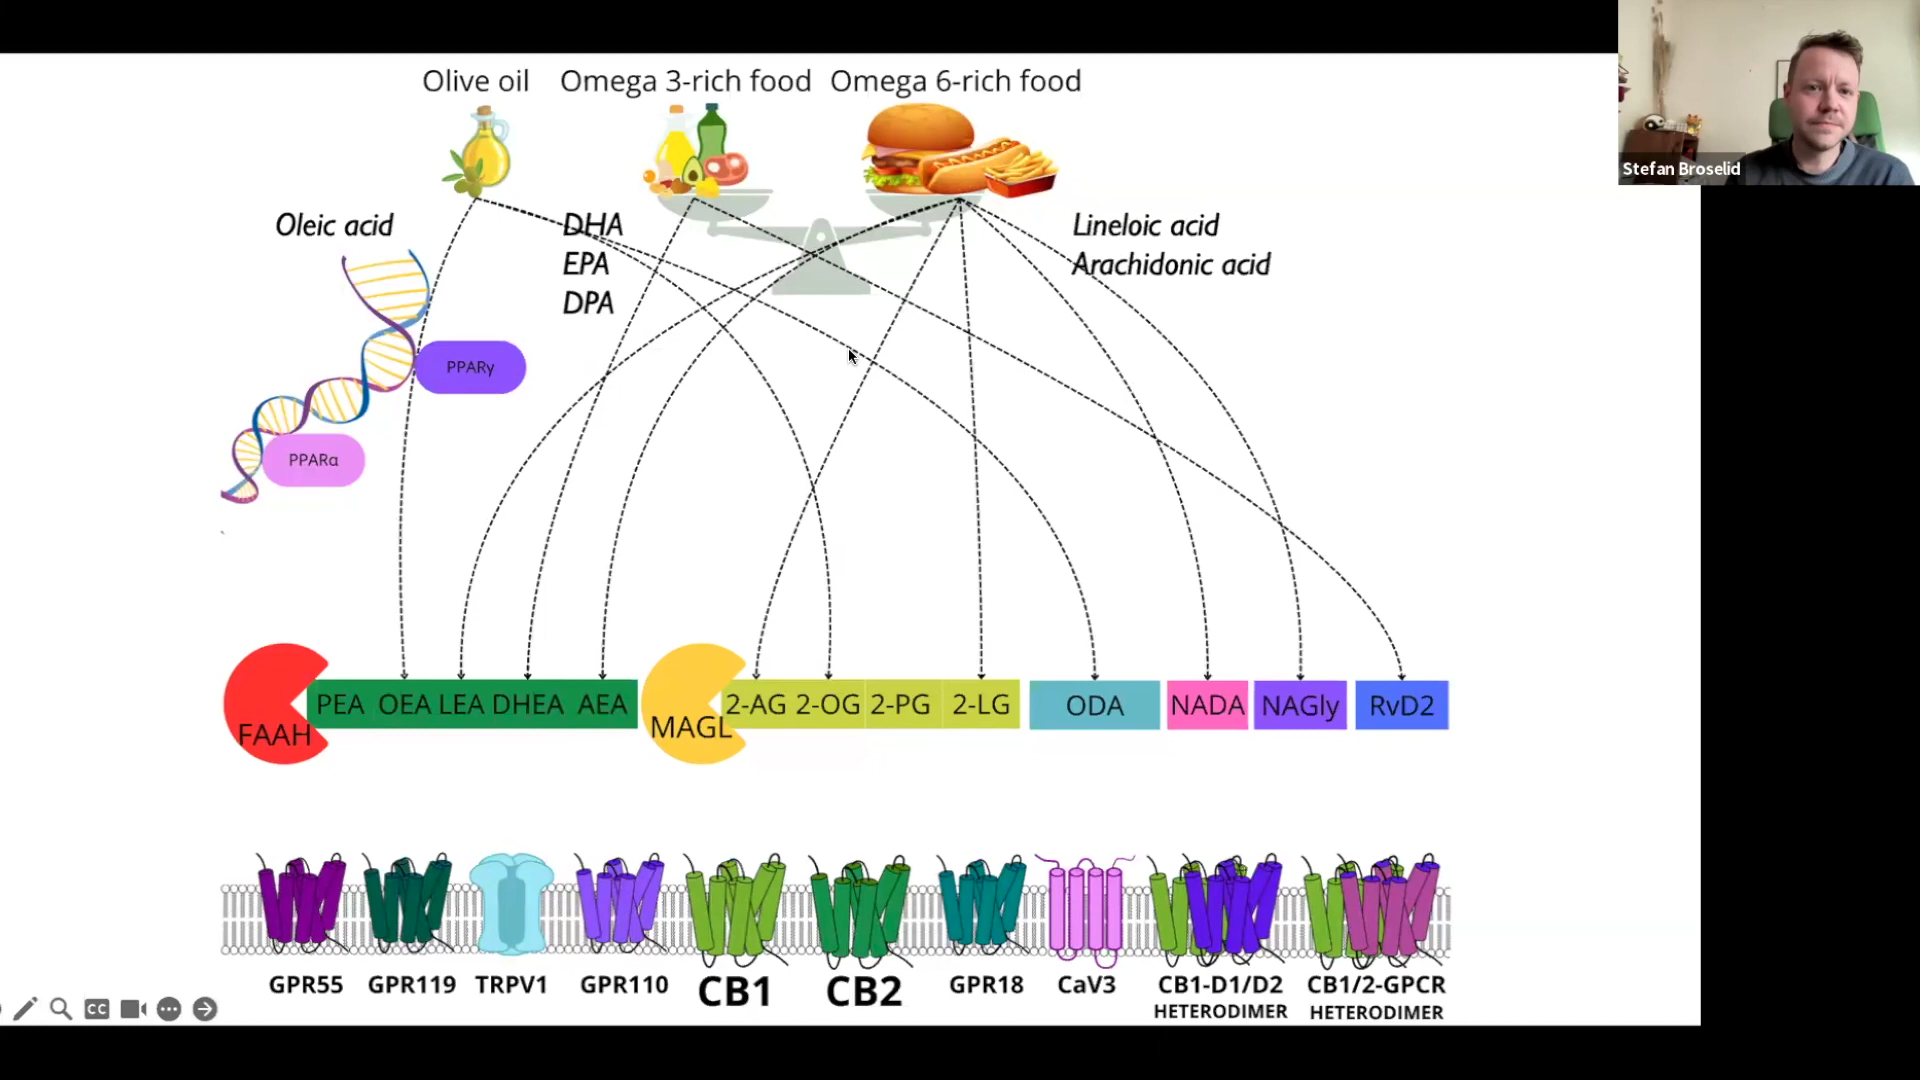 Olive oil
Omega 3-rich food
Omega 6-rich food
Stefan Broselid
Oleic acid
DHA
EPA
DPA
Lineloic acid
Arachidonic acid
PPARγ
PPARα
FAAH
PEA OEA LEA DHEA AEA
MAGL
2-AG 2-OG 2-PG 2-LG
ODA
NADA
NAGly
RvD2
GPR55
GPR119
TRPV1
GPR110
CB1
CB2
GPR18
CaV3
CB1-D1/D2
HETERODIMER
CB1/2-GPCR
HETERODIMER
CC